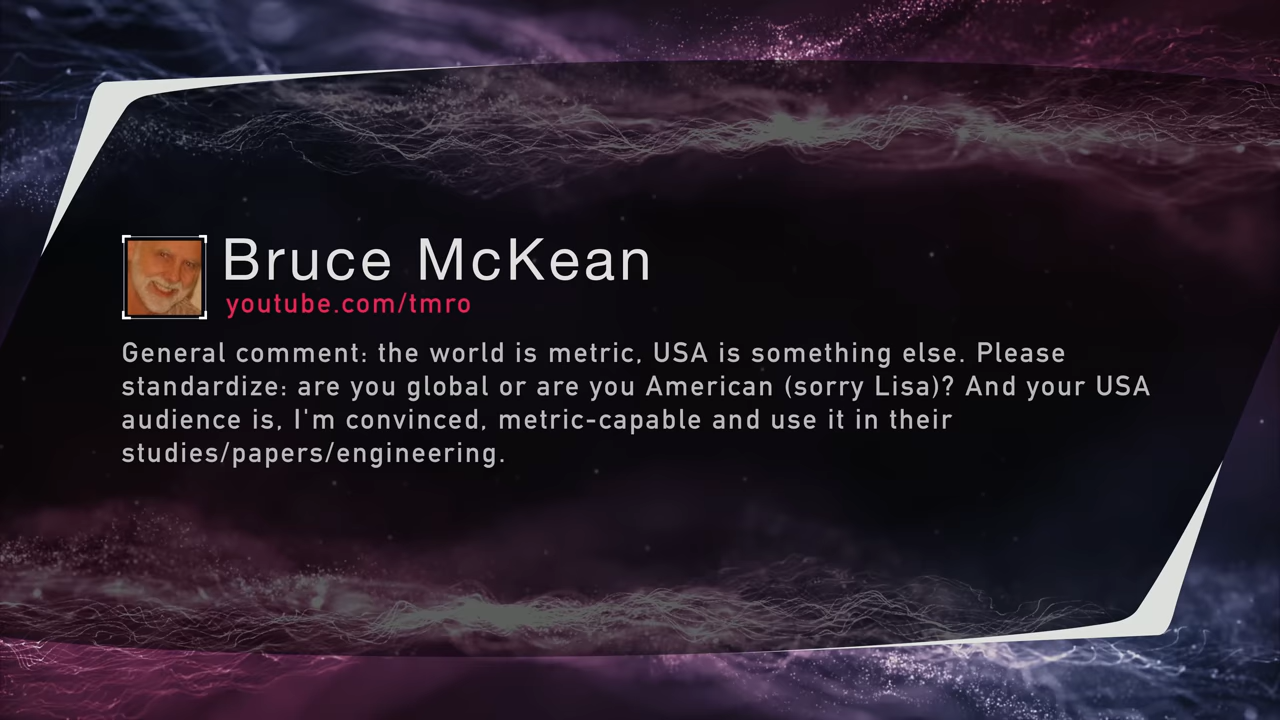 Bruce McKean
youtube.com/tmro
General comment: the world is metric, USA is something else. Please
standardize: are you global or are you American (sorry Lisa)? And your USA
audience is, I'm convinced, metric-capable and use it in their
studies/papers/engineering.